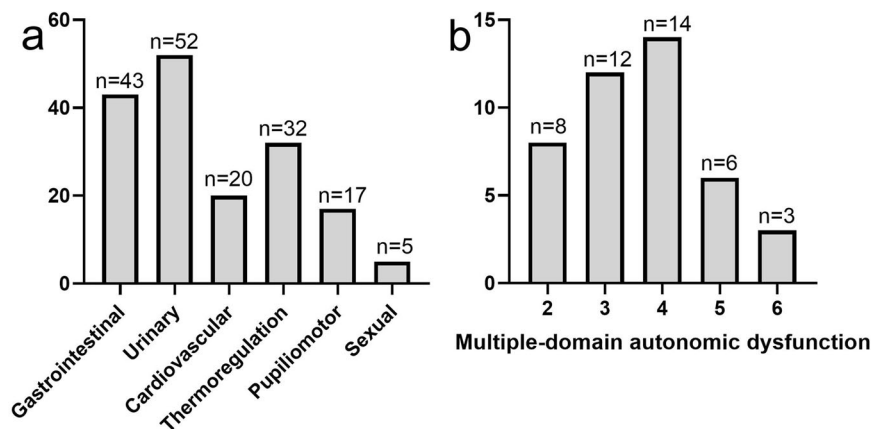 a
60
40
20
0
n=43
n=52
n=20
n=32
n=17
n=5
Gastrointestinal
Urinary
Cardiovascular
Thermoregulation
Pupiliomotor
Sexual
b
15
10
5
0
n=8
n=12
n=14
n=6
n=3
2 3 4 5 6
Multiple-domain autonomic dysfunction